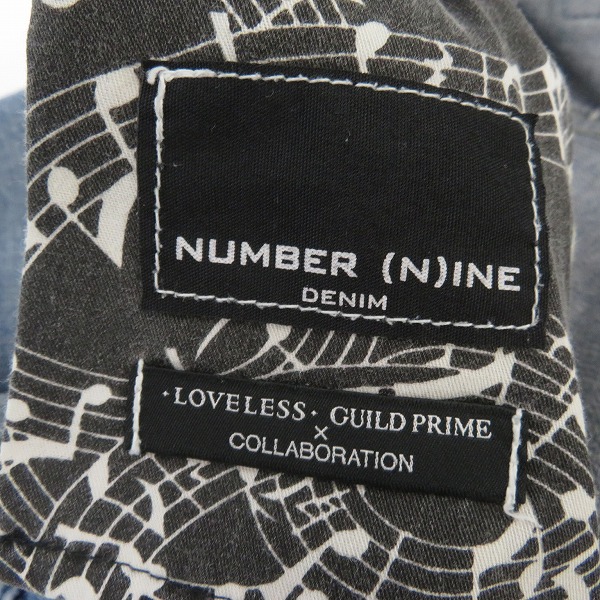 NUMBER (N)INE
DENIM
·LOVELESS· GUILD PRIME
×
COLLABORATION